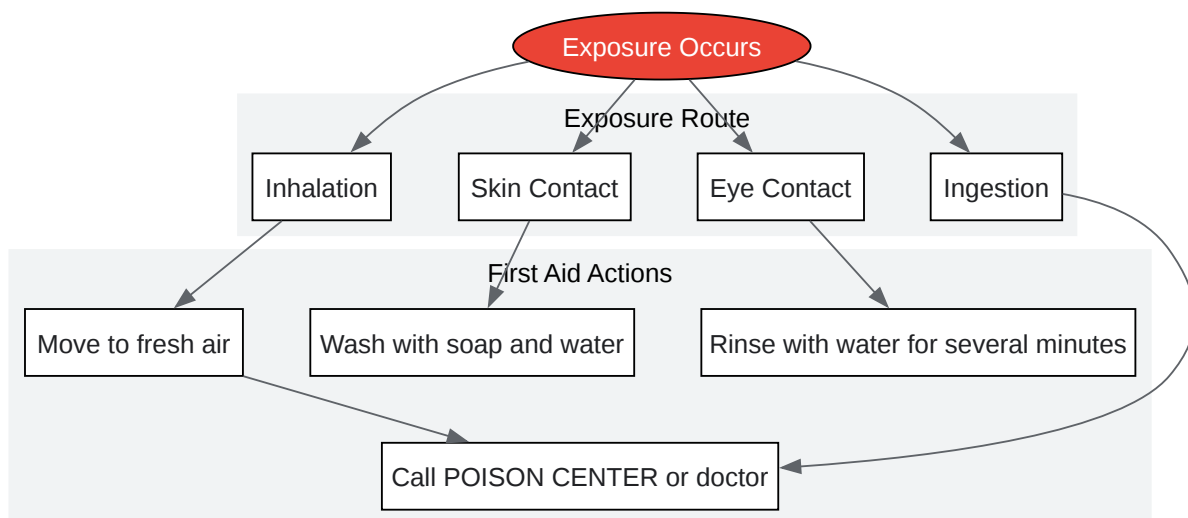 Exposure Occurs
Exposure Route
Inhalation
Skin Contact
Eye Contact
Ingestion
First Aid Actions
Move to fresh air
Wash with soap and water
Rinse with water for several minutes
Call POISON CENTER or doctor